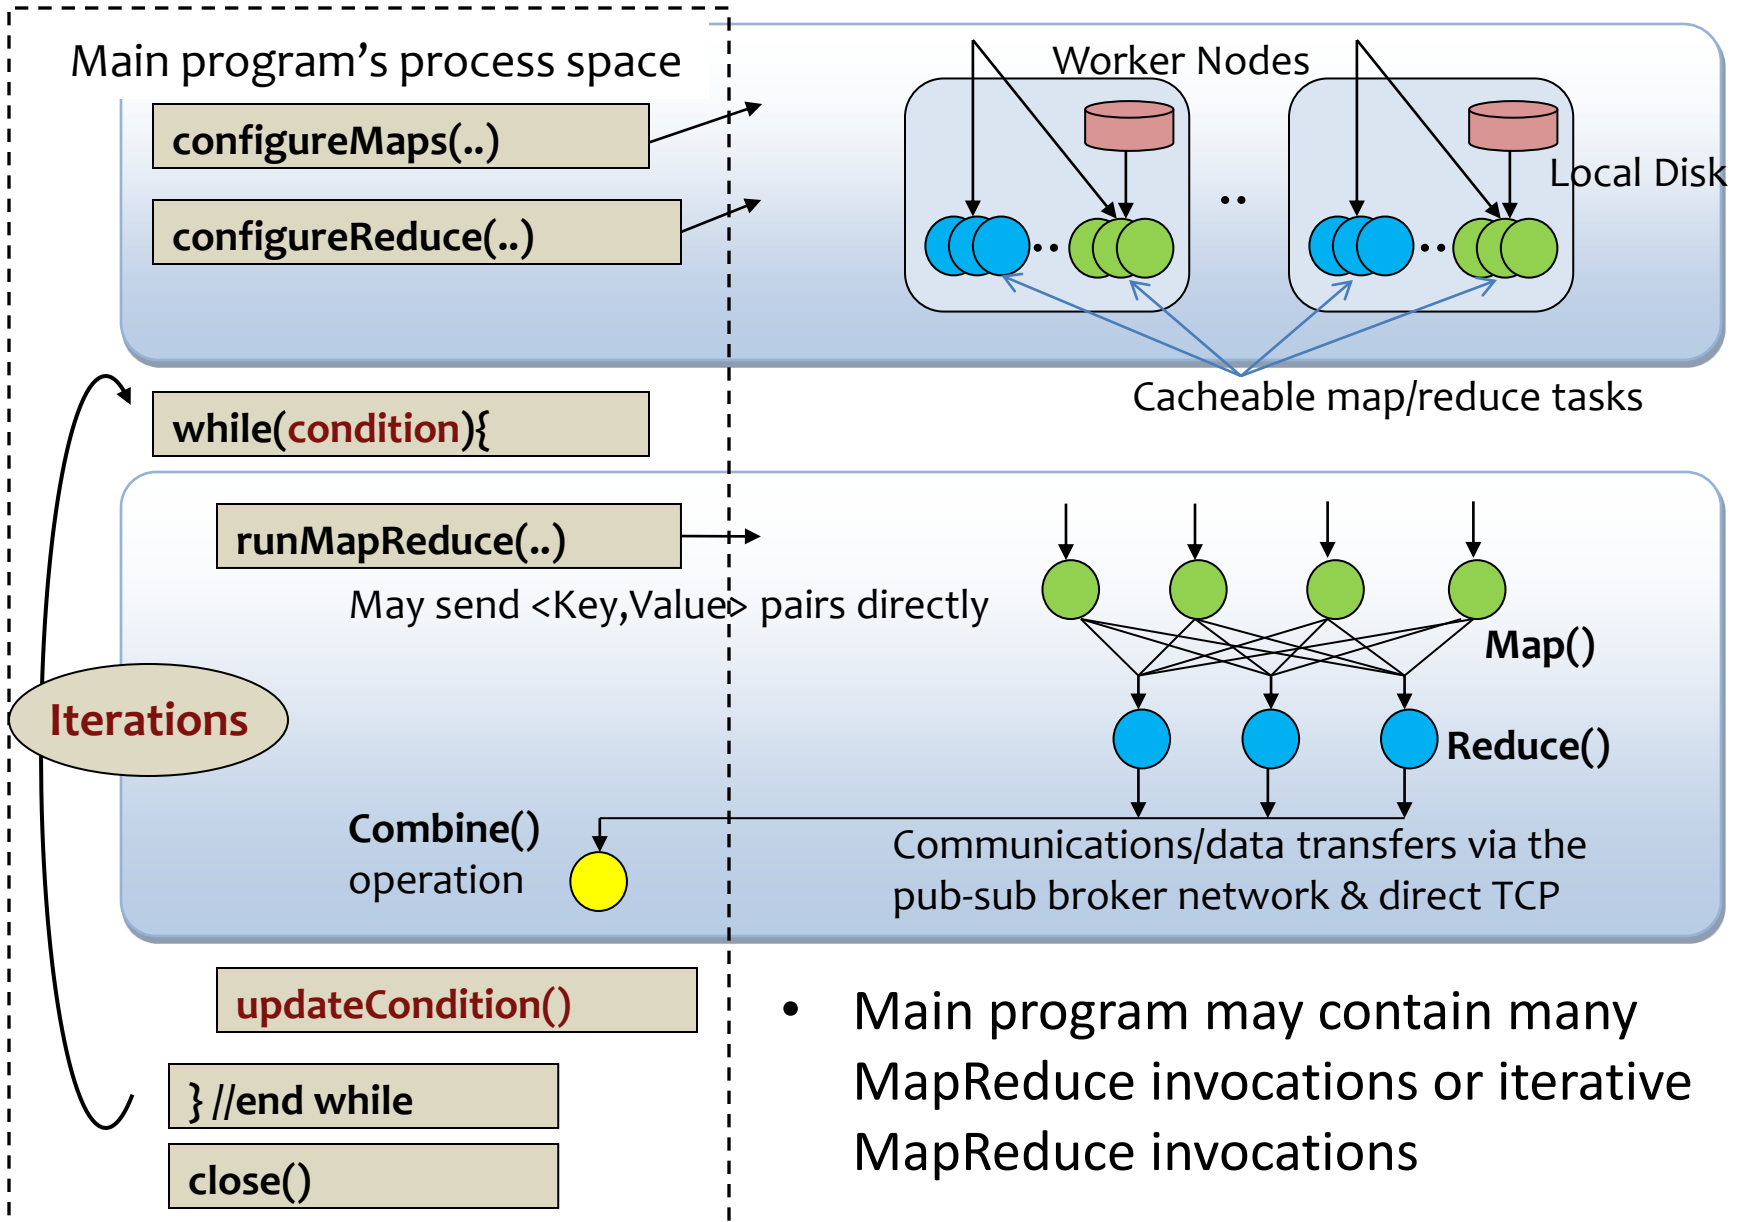 Main program's process space
Worker Nodes
configureMaps(..)
Local Disk
configureReduce(..)
Cacheable map/reduce tasks
while(condition){
runMapReduce(..)
May send <Key,Value> pairs directly
Map()
Iterations
Reduce()
Combine()
operation
Communications/data transfers via the
pub-sub broker network & direct TCP
updateCondition()
} //end while
close()
• Main program may contain many
MapReduce invocations or iterative
MapReduce invocations